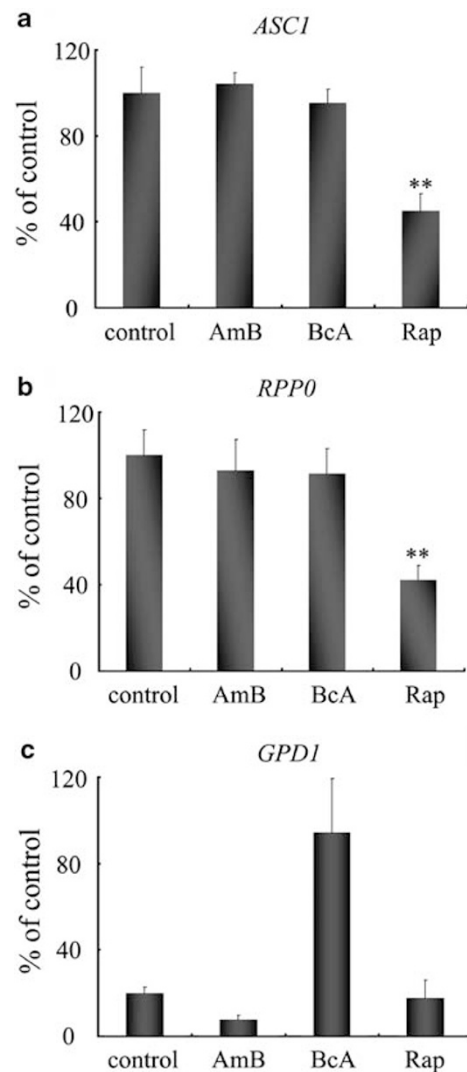 a
ASC1
% of control
120
80
40
0
**
control AmB BcA Rap
b
RPP0
% of control
120
80
40
0
**
control AmB BcA Rap
c
GPD1
% of control
120
80
40
0
control AmB BcA Rap